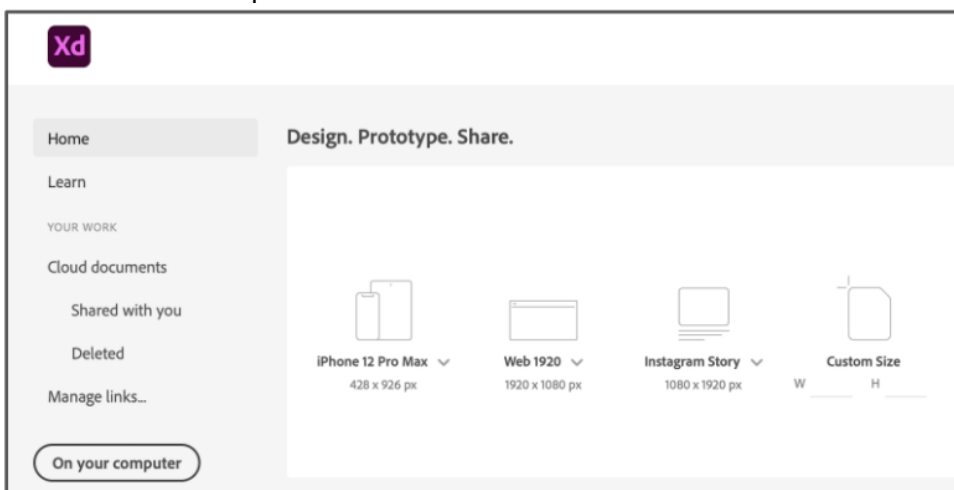 Xd
Home
Design. Prototype. Share.
Learn
YOUR WORK
Cloud documents
Shared with you
Deleted
iPhone 12 Pro Max
Web 1920
Instagram Story
Custom Size
428 x 926 px
1920 x 1080 px
1080 x 1920 px
W
H
Manage links...
On your computer